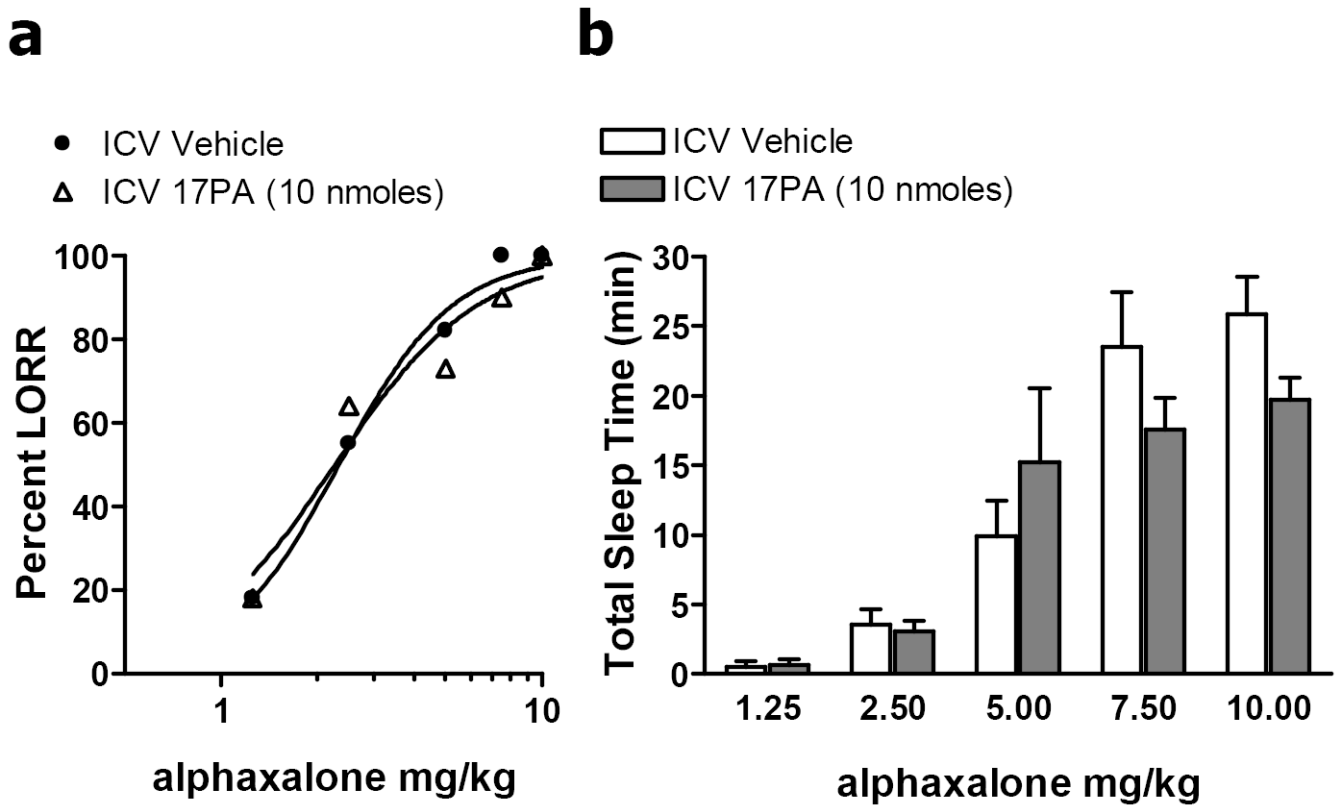 a
ICV Vehicle
ICV 17PA (10 nmoles)
100
80
60
40
20
0
Percent LORR
1
10
alphaxalone mg/kg
b
ICV Vehicle
ICV 17PA (10 nmoles)
30
25
20
15
10
5
0
Total Sleep Time (min)
1.25 2.50 5.00 7.50 10.00
alphaxalone mg/kg